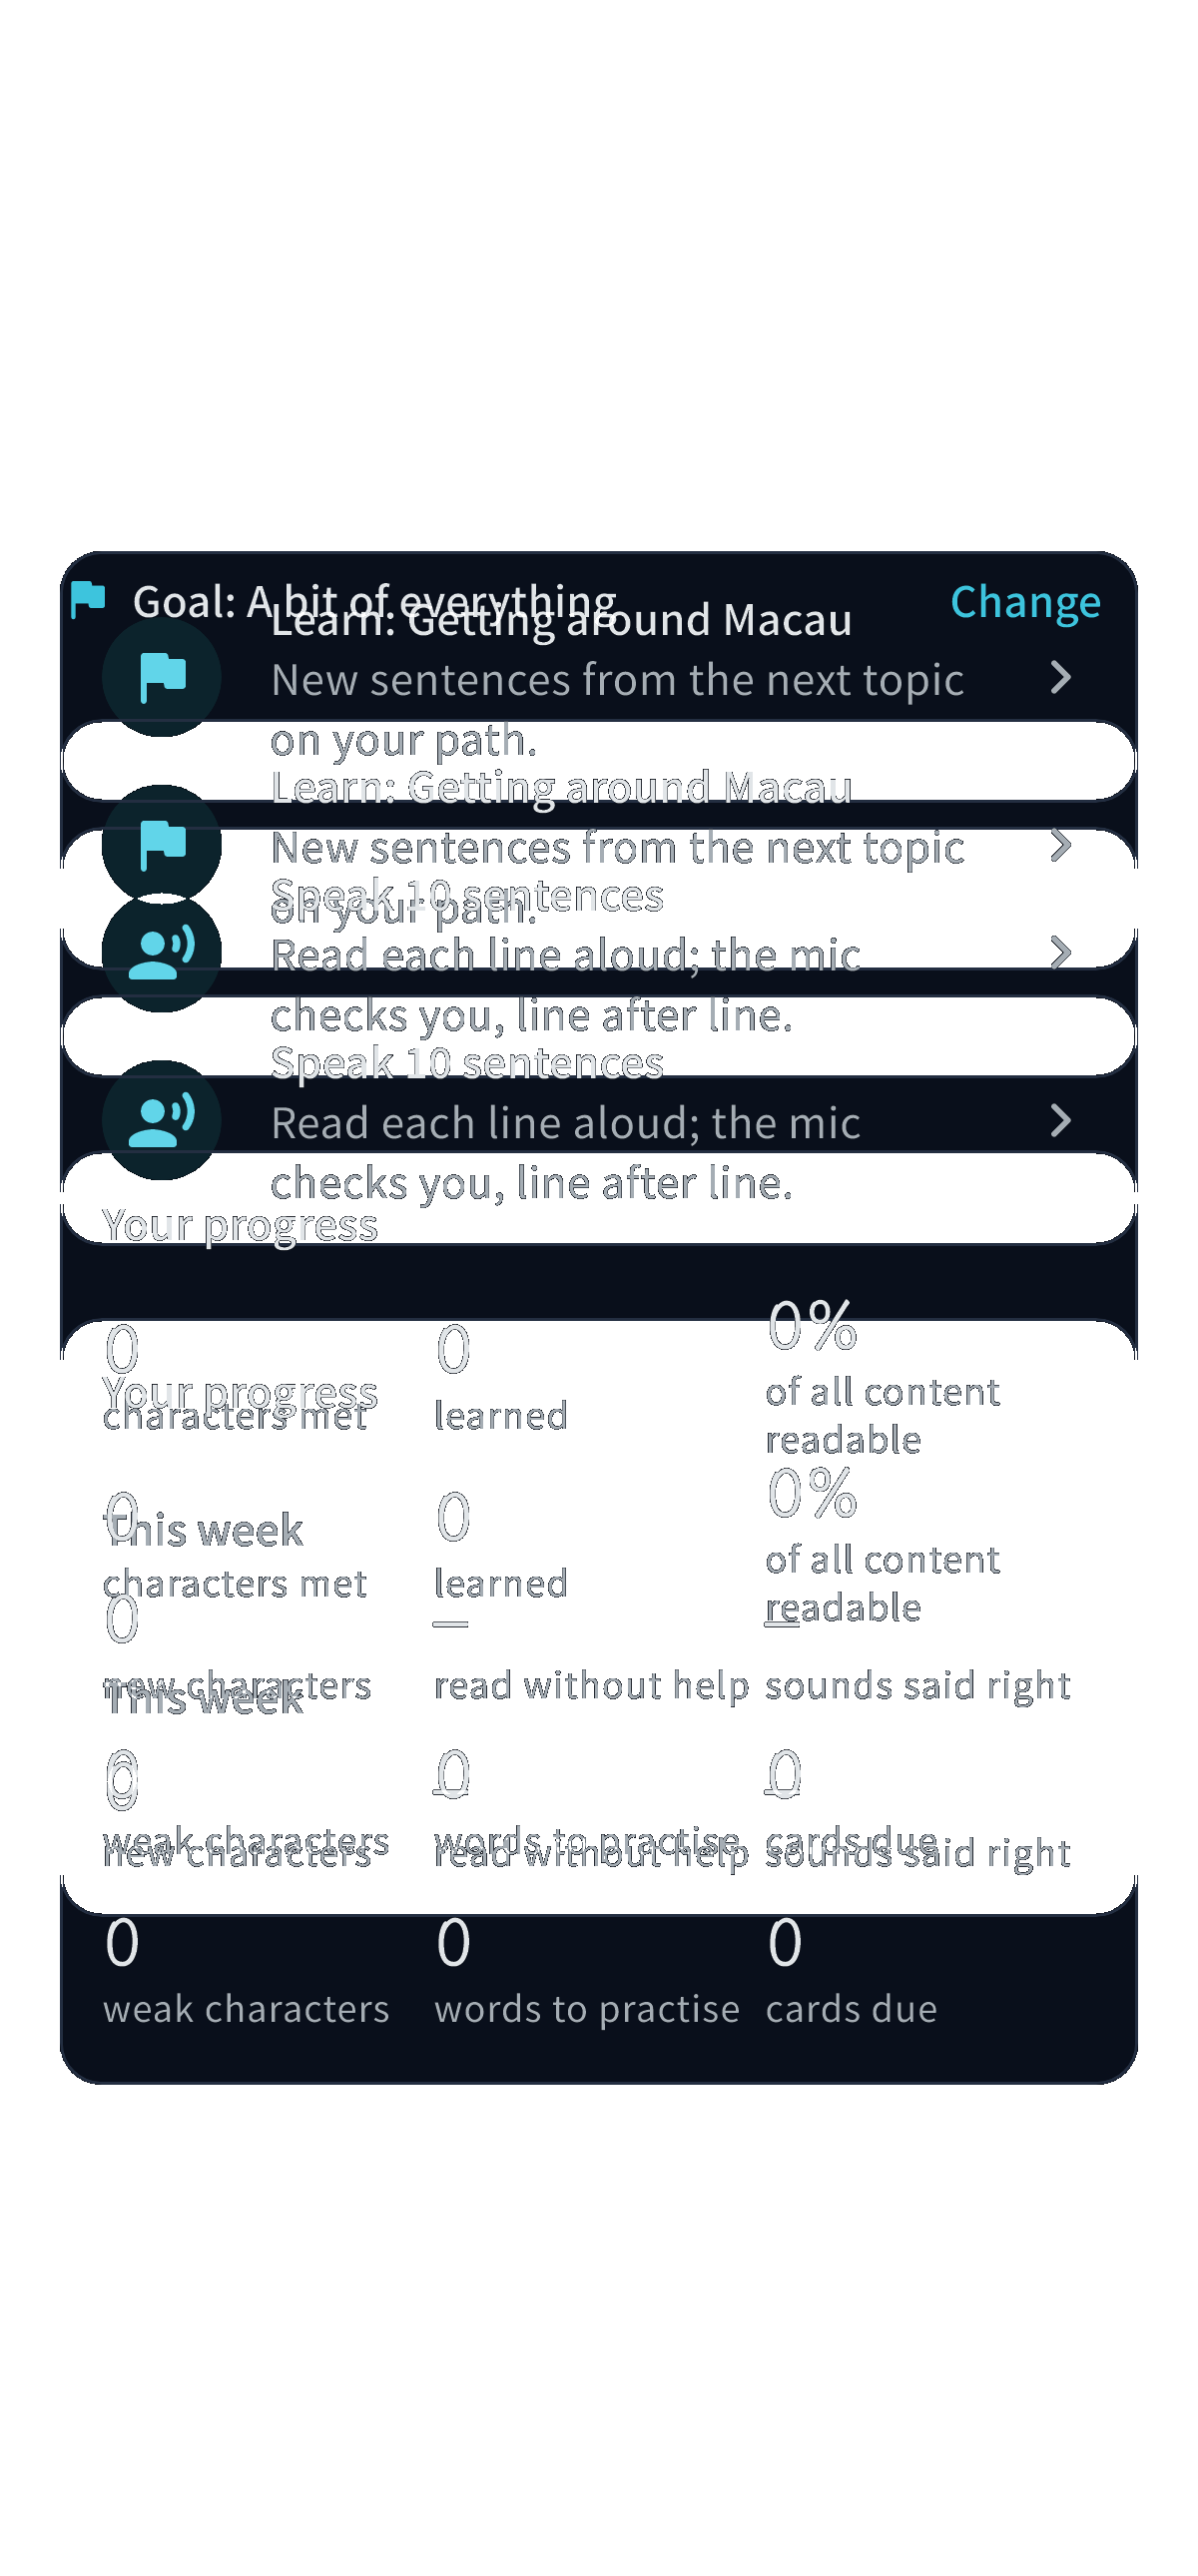 Goal: A bit of everything
Change
Learn: Getting around Macau
New sentences from the next topic
on your path.
Learn: Getting around Macau
New sentences from the next topic
Speak 10 sentences
on your path.
Read each line aloud; the mic
checks you, line after line.
Speak 10 sentences
Read each line aloud; the mic
checks you, line after line.
Your progress
0%
0
0
of all content
Your progress
characters met
learned
readable
0%
0
0
This week
of all content
characters met
learned
readable
0
—
—
new characters
read without help
sounds said right
This week
0
0
0
0
—
—
weak characters
words to practise
cards due
new characters
read without help
sounds said right
0
0
0
weak characters
words to practise
cards due